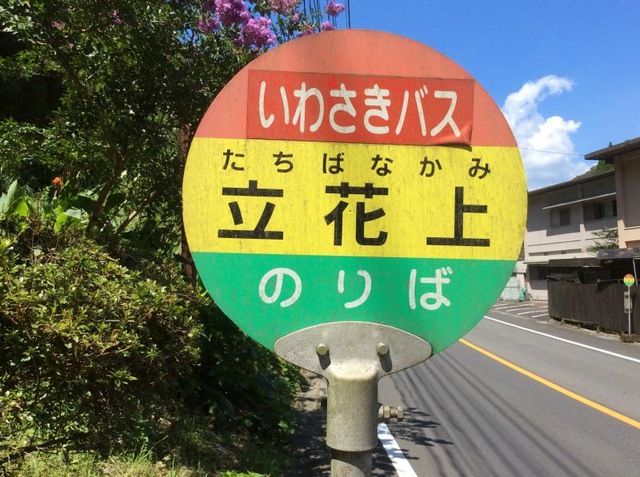 いわさきバス
たちばなかみ
立花上
のりば